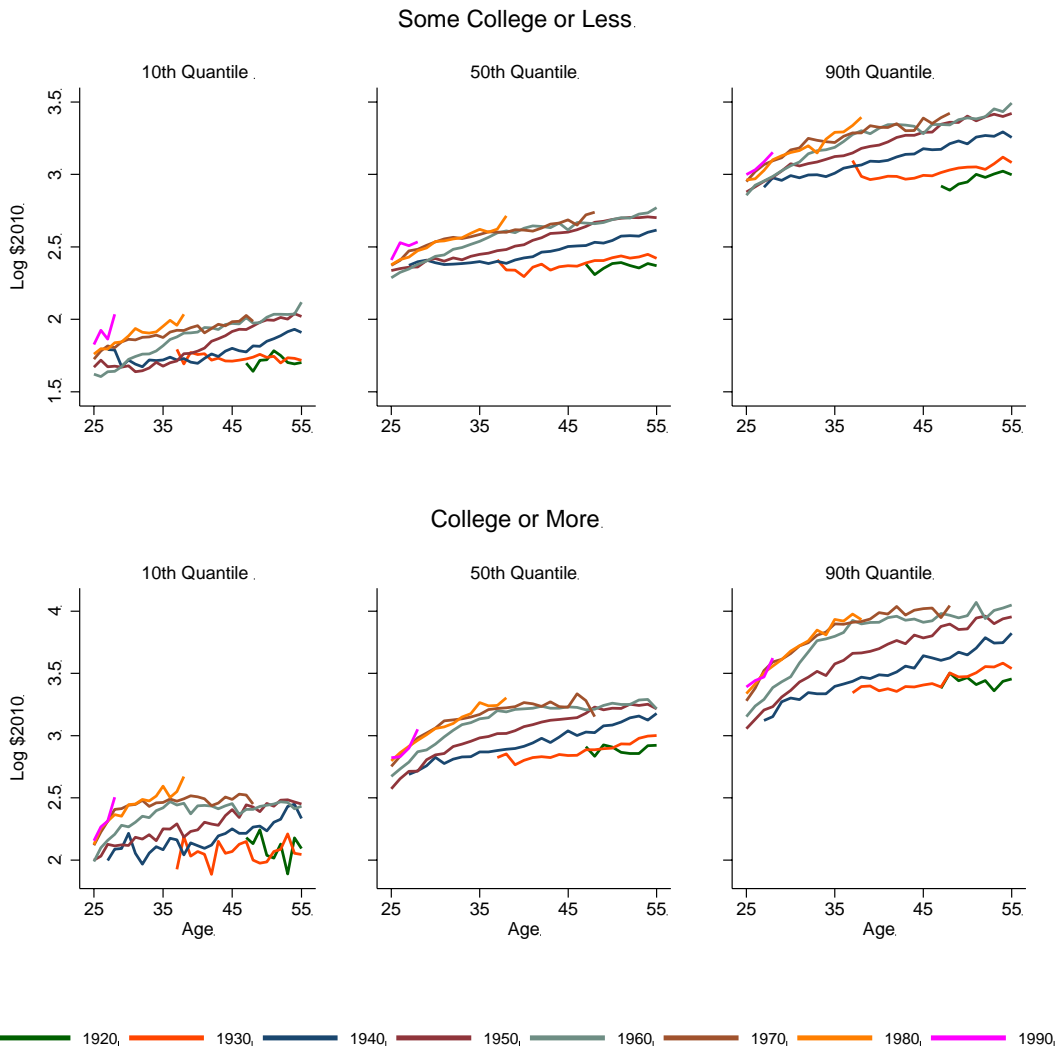 Some College or Less.
10th Quantile . 50th Quantile. 90th Quantile.
Log $2010.
1.5 2 2.5 3 3.5
25 35 45 55. 25 35 45 55. 25 35 45 55.
College or More.
10th Quantile . 50th Quantile. 90th Quantile.
Log $2010.
2 2.5 3 3.5 4
25 35 45 55. 25 35 45 55. 25 35 45 55.
Age. Age. Age.
1920 1930 1940 1950 1960 1970 1980 1990